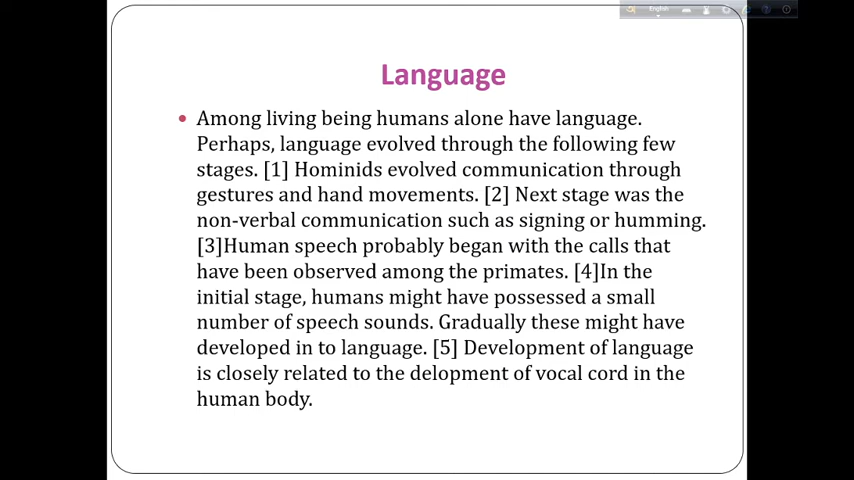 English
Language
Among living being humans alone have language.
Perhaps, language evolved through the following few
stages. [1] Hominids evolved communication through
gestures and hand movements. [2] Next stage was the
non-verbal communication such as signing or humming.
[3]Human speech probably began with the calls that
have been observed among the primates. [4]In the
initial stage, humans might have possessed a small
number of speech sounds. Gradually these might have
developed in to language. [5] Development of language
is closely related to the delopment of vocal cord in the
human body.